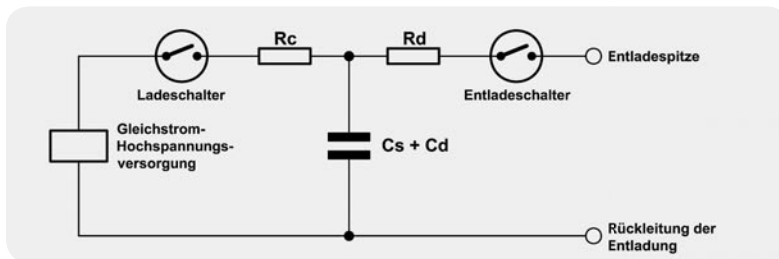 Rc
Rd
Ladeschalter
Entladeschalter
Entladespitze
Gleichstrom-
Hochspannungs-
versorgung
Cs + Cd
Rückleitung der
Entladung